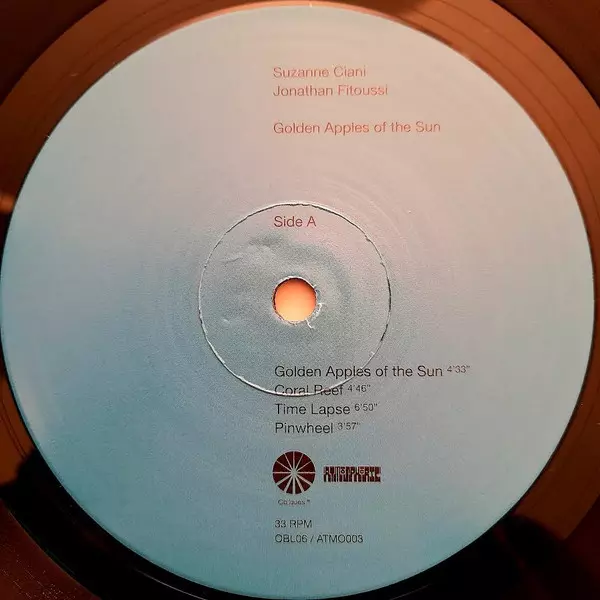 Suzanne Ciani
Jonathan Fitoussi
Golden Apples of the Sun
Side A
Golden Apples of the Sun 4'33"
Coral Reef 4'46"
Time Lapse 6'50"
Pinwheel 3'57"
33 RPM
OBL06 / ATMO003